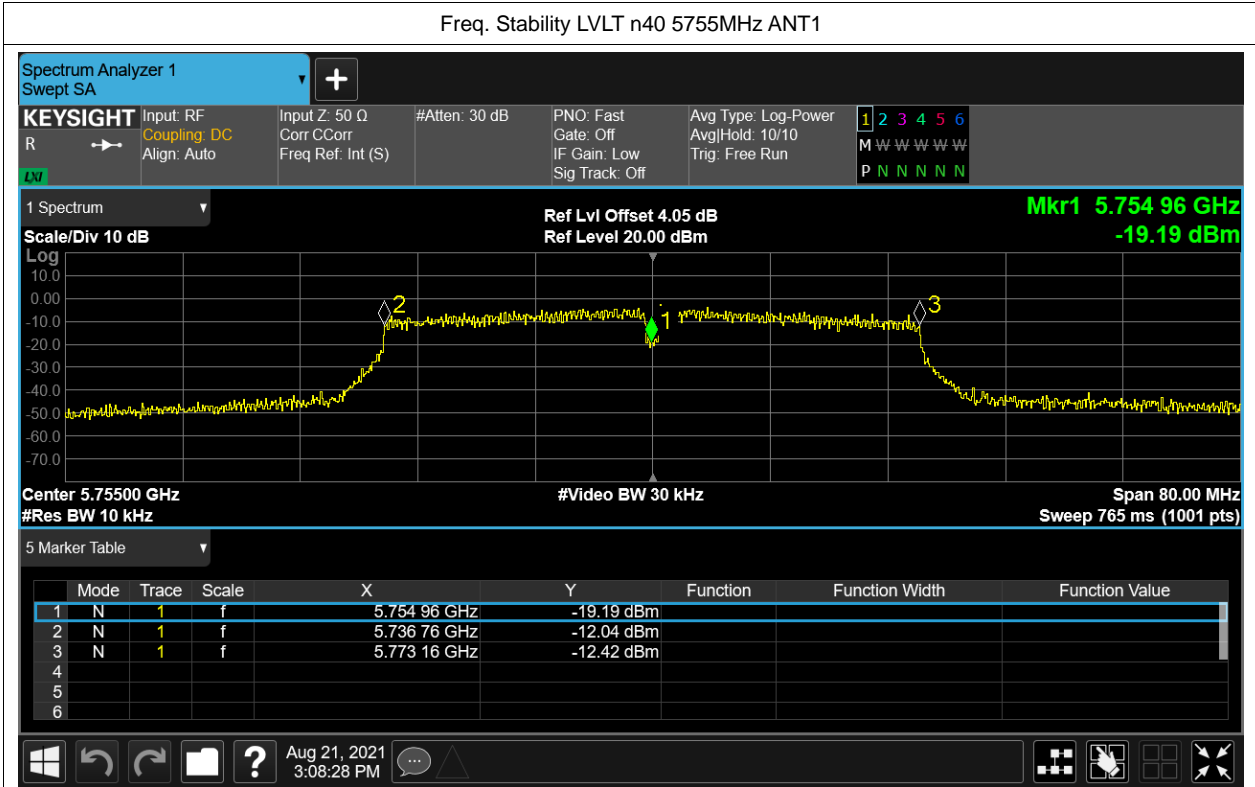 Freq. Stability LVLT n40 5755MHz ANT1
Spectrum Analyzer 1
Swept SA
KEYSIGHT
R
LXI
Input: RF
Coupling: DC
Align: Auto
Input Z: 50 Ω
Corr CCorr
Freq Ref: Int (S)
#Atten: 30 dB
PNO: Fast
Gate: Off
IF Gain: Low
Sig Track: Off
Avg Type: Log-Power
Avg|Hold: 10/10
Trig: Free Run
1 2 3 4 5 6
M W W W W W
P N N N N N
1 Spectrum
Scale/Div 10 dB
Ref Lvl Offset 4.05 dB
Ref Level 20.00 dBm
Mkr1 5.754 96 GHz
-19.19 dBm
Log
10.0
0.00
-10.0
-20.0
-30.0
-40.0
-50.0
-60.0
-70.0
2
1
3
Center 5.75500 GHz
#Video BW 30 kHz
Span 80.00 MHz
#Res BW 10 kHz
Sweep 765 ms (1001 pts)
5 Marker Table
Mode Trace Scale X Y Function Function Width Function Value
1 N 1 f 5.754 96 GHz -19.19 dBm
2 N 1 f 5.736 76 GHz -12.04 dBm
3 N 1 f 5.773 16 GHz -12.42 dBm
4
5
6
?
Aug 21, 2021
3:08:28 PM